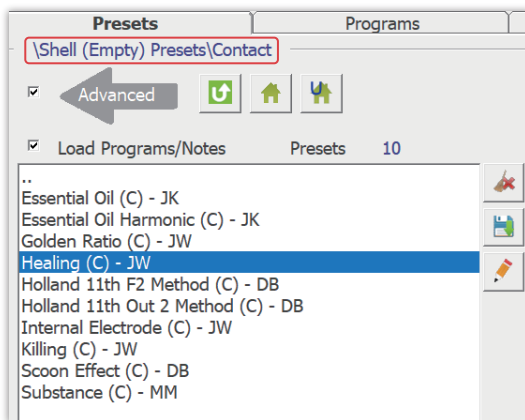 Presets Programs
\Shell (Empty) Presets\Contact
Advanced U
Load Programs/Notes Presets 10
..
Essential Oil (C) - JK
Essential Oil Harmonic (C) - JK
Golden Ratio (C) - JW
Healing (C) - JW
Holland 11th F2 Method (C) - DB
Holland 11th Out 2 Method (C) - DB
Internal Electrode (C) - JW
Killing (C) - JW
Scoon Effect (C) - DB
Substance (C) - MM